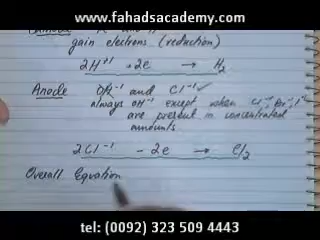 www.fahadsacademy.com
gain electrons (reduction)
2H⁺¹ + 2e → H₂
Anode OH⁻¹ and Cl⁻¹ ✓
always OH⁻¹ except when Cl⁻¹, Br⁻¹, I⁻¹
are present in concentrated
amounts
2Cl⁻¹ - 2e → Cl₂
Overall Equation
tel: (0092) 323 509 4443